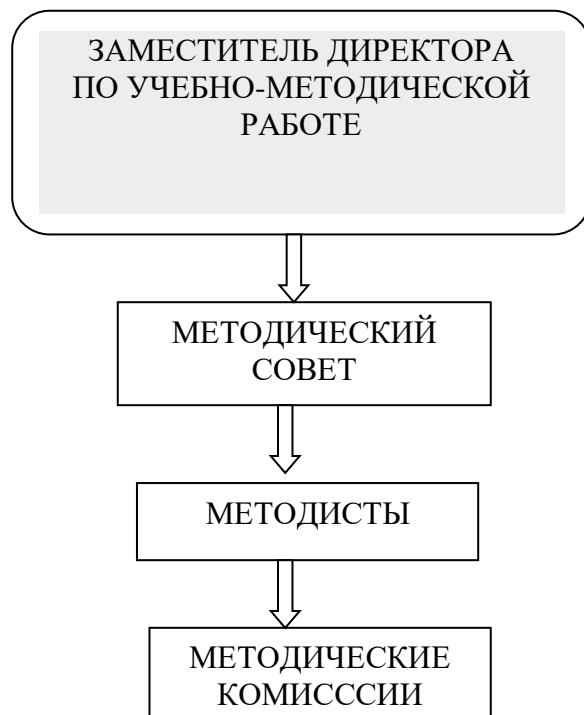 ЗАМЕСТИТЕЛЬ ДИРЕКТОРА
ПО УЧЕБНО-МЕТОДИЧЕСКОЙ
РАБОТЕ
МЕТОДИЧЕСКИЙ
СОВЕТ
МЕТОДИСТЫ
МЕТОДИЧЕСКИЕ
КОМИСССИИ